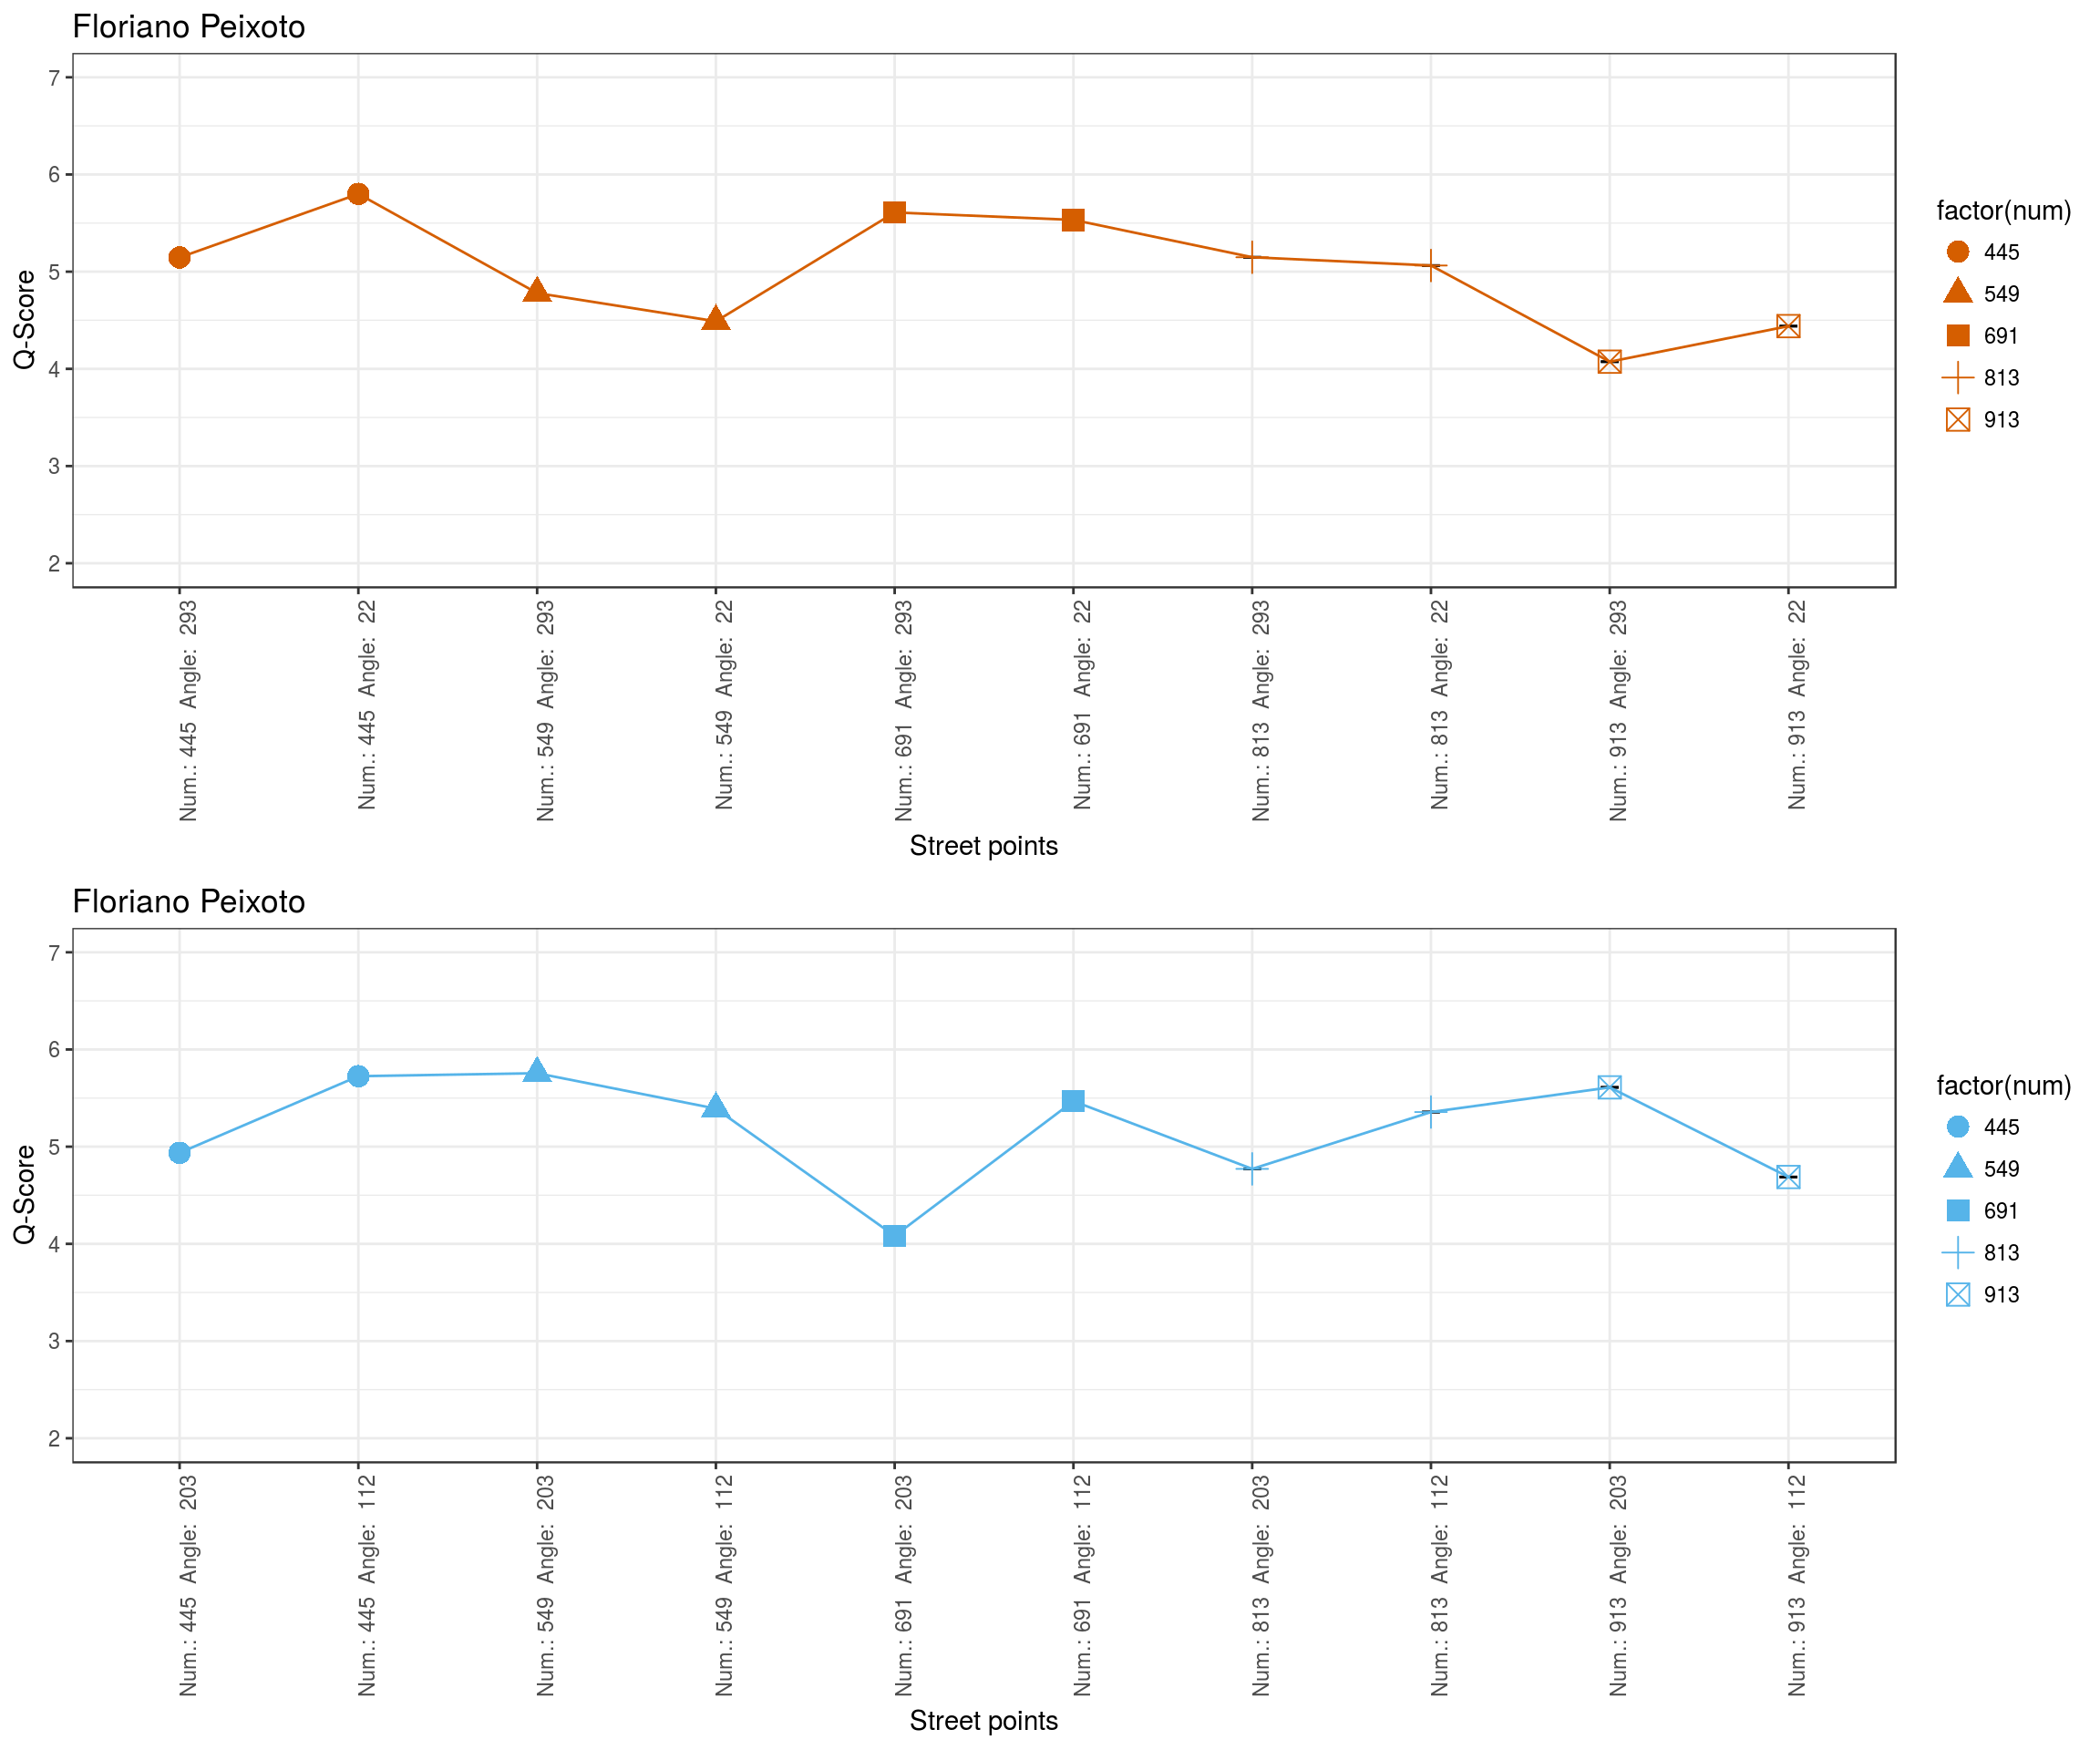 Floriano Peixoto
7
6
5
4
3
2
Q-Score
Num.: 445 Angle: 293
Num.: 445 Angle: 22
Num.: 549 Angle: 293
Num.: 549 Angle: 22
Num.: 691 Angle: 293
Num.: 691 Angle: 22
Num.: 813 Angle: 293
Num.: 813 Angle: 22
Num.: 913 Angle: 293
Num.: 913 Angle: 22
Street points
factor(num)
445
549
691
813
913
Floriano Peixoto
7
6
5
4
3
2
Q-Score
Num.: 445 Angle: 203
Num.: 445 Angle: 112
Num.: 549 Angle: 203
Num.: 549 Angle: 112
Num.: 691 Angle: 203
Num.: 691 Angle: 112
Num.: 813 Angle: 203
Num.: 813 Angle: 112
Num.: 913 Angle: 203
Num.: 913 Angle: 112
Street points
factor(num)
445
549
691
813
913